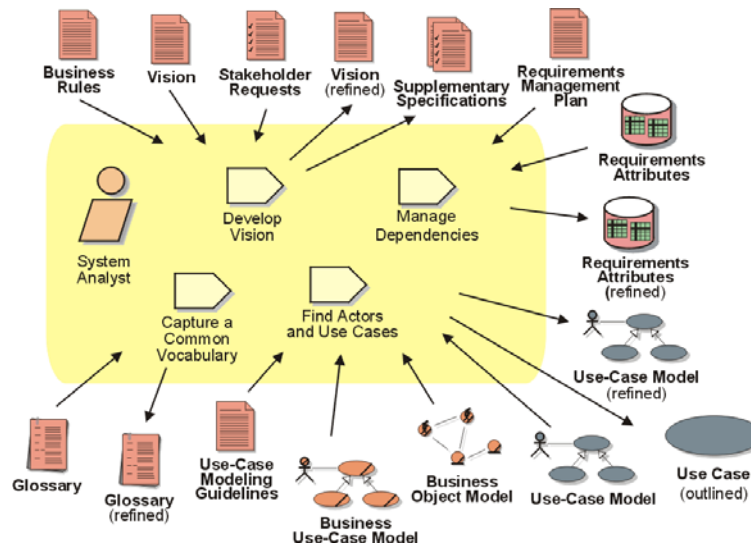 Business
Rules
Vision
Stakeholder
Requests
Vision
(refined)
Supplementary
Specifications
Requirements
Management
Plan
Requirements
Attributes
Develop
Vision
Manage
Dependencies
System
Analyst
Requirements
Attributes
(refined)
Capture a
Common
Vocabulary
Find Actors
and Use Cases
Use-Case Model
(refined)
Glossary
Glossary
(refined)
Use-Case
Modeling
Guidelines
Business
Use-Case Model
Business
Object Model
Use-Case Model
Use Case
(outlined)